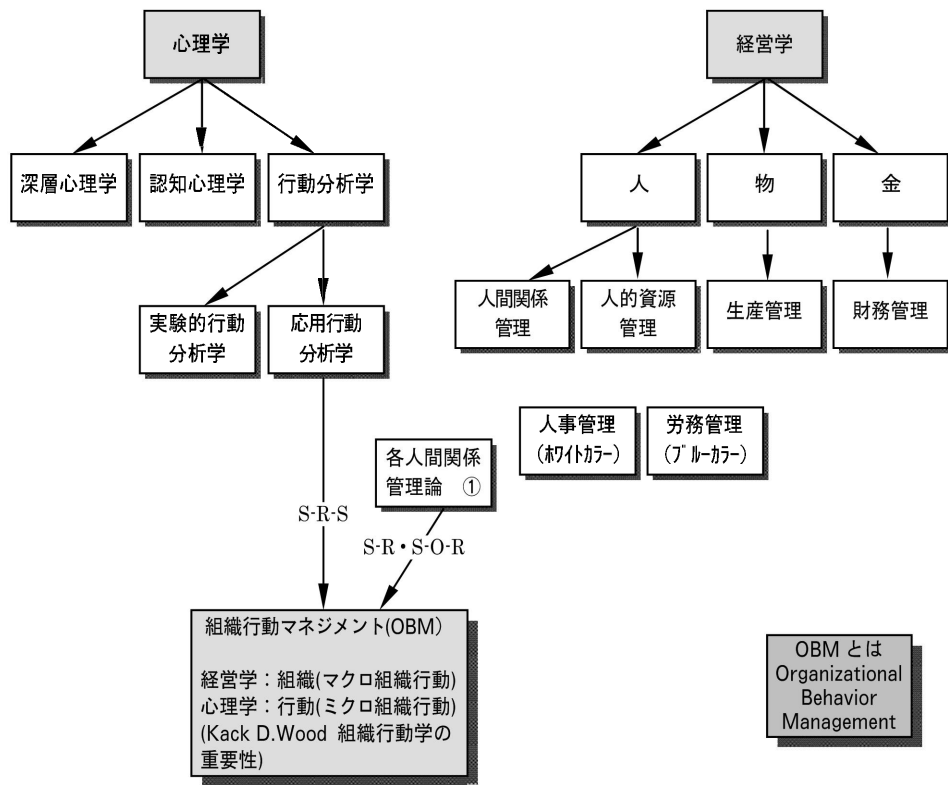 心理学
経営学
深層心理学
認知心理学
行動分析学
人
物
金
実験的行動
分析学
応用行動
分析学
人間関係
管理
人的資源
管理
生産管理
財務管理
人事管理
(ﾎﾜｲﾄｶﾗｰ)
労務管理
(ﾌﾞﾙｰｶﾗｰ)
各人間関係
管理論 ①
S-R-S
S-R・S-O-R
組織行動マネジメント(OBM)
経営学：組織(マクロ組織行動)
心理学：行動(ミクロ組織行動)
(Kack D.Wood 組織行動学の
重要性)
OBM とは
Organizational
Behavior
Management